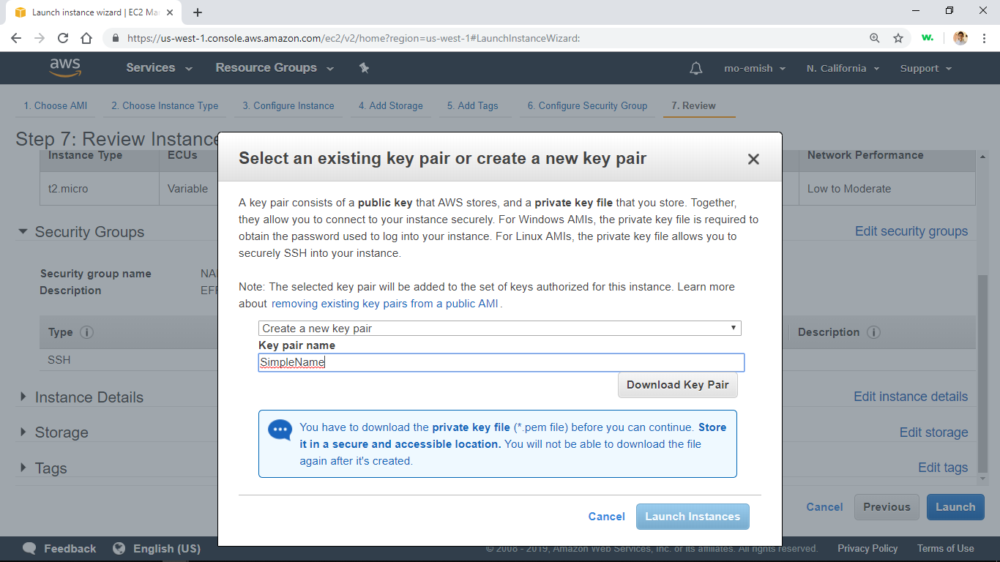 Launch instance wizard | EC2 Ma
https://us-west-1.console.aws.amazon.com/ec2/v2/home?region=us-west-1#LaunchInstanceWizard:
w.
aws Services Resource Groups mo-emish N. California Support
1. Choose AMI 2. Choose Instance Type 3. Configure Instance 4. Add Storage 5. Add Tags 6. Configure Security Group 7. Review
Step 7: Review Instance
Instance Type ECUs Network Performance
t2.micro Variable Low to Moderate
Security Groups Edit security groups
Security group name
Description
Type Description
SSH
Instance Details Edit instance details
Storage Edit storage
Tags Edit tags
Select an existing key pair or create a new key pair
A key pair consists of a public key that AWS stores, and a private key file that you store. Together,
they allow you to connect to your instance securely. For Windows AMIs, the private key file is required to
obtain the password used to log into your instance. For Linux AMIs, the private key file allows you to
securely SSH into your instance.
Note: The selected key pair will be added to the set of keys authorized for this instance. Learn more
about removing existing key pairs from a public AMI .
Create a new key pair
Key pair name
SimpleName
Download Key Pair
You have to download the private key file (*.pem file) before you can continue. Store
it in a secure and accessible location. You will not be able to download the file
again after it's created.
Cancel Launch Instances
Cancel Previous Launch
Feedback English (US) © 2008 - 2019, Amazon Web Services, Inc. or its affiliates. All rights reserved. Privacy Policy Terms of Use